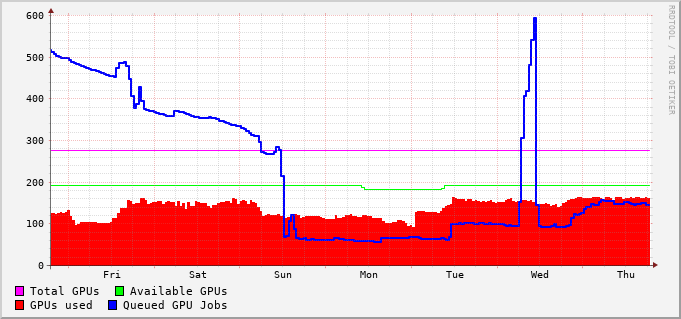 600
500
400
300
200
100
0
Fri Sat Sun Mon Tue Wed Thu
Total GPUs Available GPUs
GPUs used Queued GPU Jobs
RRDTOOL / TOBI OETIKER